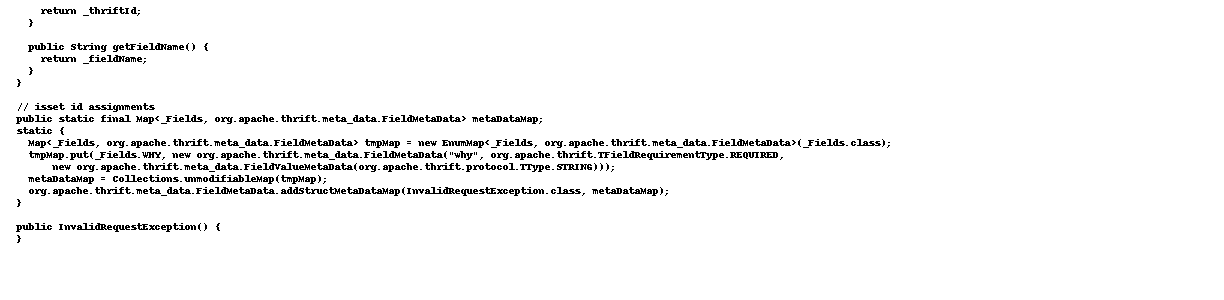 return _thriftId;
  }

  public String getFieldName() {
    return _fieldName;
  }
}

// isset id assignments
public static final Map<_Fields, org.apache.thrift.meta_data.FieldMetaData> metaDataMap;
static {
  Map<_Fields, org.apache.thrift.meta_data.FieldMetaData> tmpMap = new EnumMap<_Fields, org.apache.thrift.meta_data.FieldMetaData>(_Fields.class);
  tmpMap.put(_Fields.WHY, new org.apache.thrift.meta_data.FieldMetaData("why", org.apache.thrift.TFieldRequirementType.REQUIRED,
      new org.apache.thrift.meta_data.FieldValueMetaData(org.apache.thrift.protocol.TType.STRING)));
  metaDataMap = Collections.unmodifiableMap(tmpMap);
  org.apache.thrift.meta_data.FieldMetaData.addStructMetaDataMap(InvalidRequestException.class, metaDataMap);
}

public InvalidRequestException() {
}